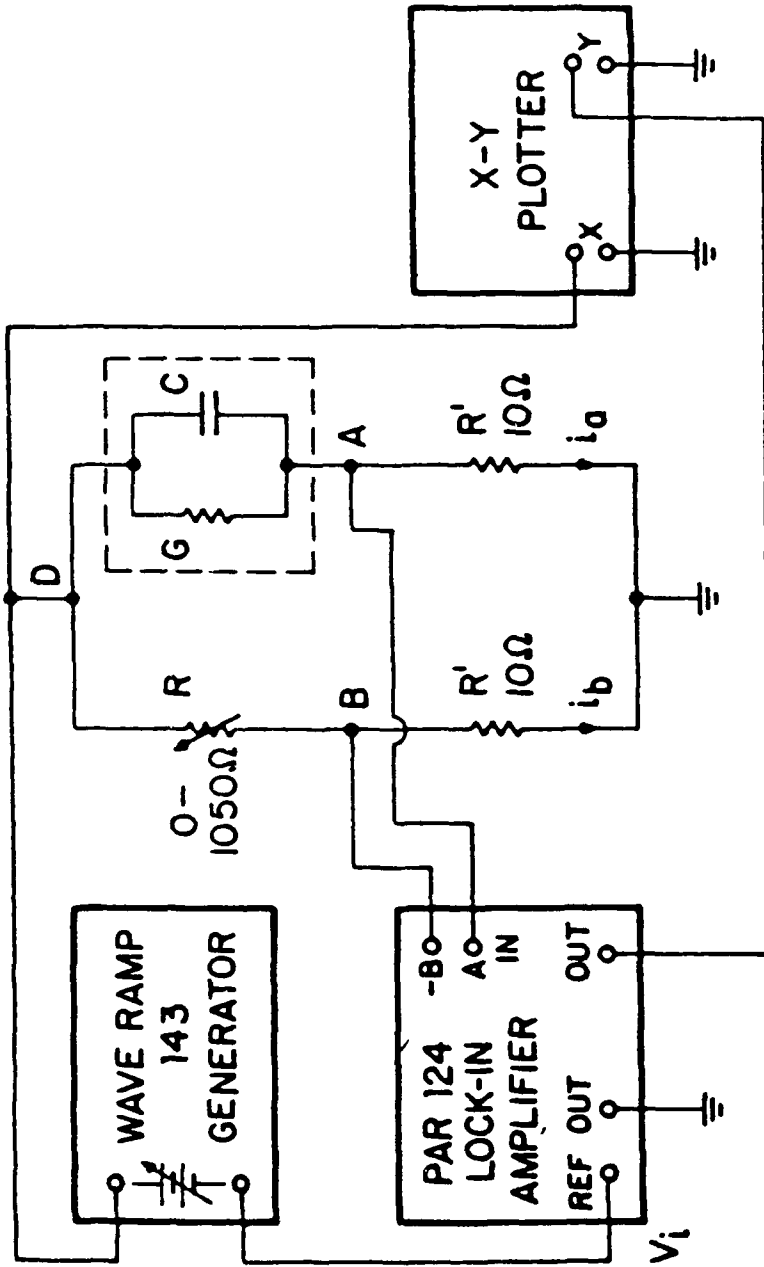 WAVE RAMP
143
GENERATOR
PAR 124
LOCK-IN
AMPLIFIER
REF OUT
OUT
-B
A
IN
Vi
D
R
0-
1050Ω
G
C
B
A
R'
10Ω
ib
R'
10Ω
ia
X-Y
PLOTTER
X
Y